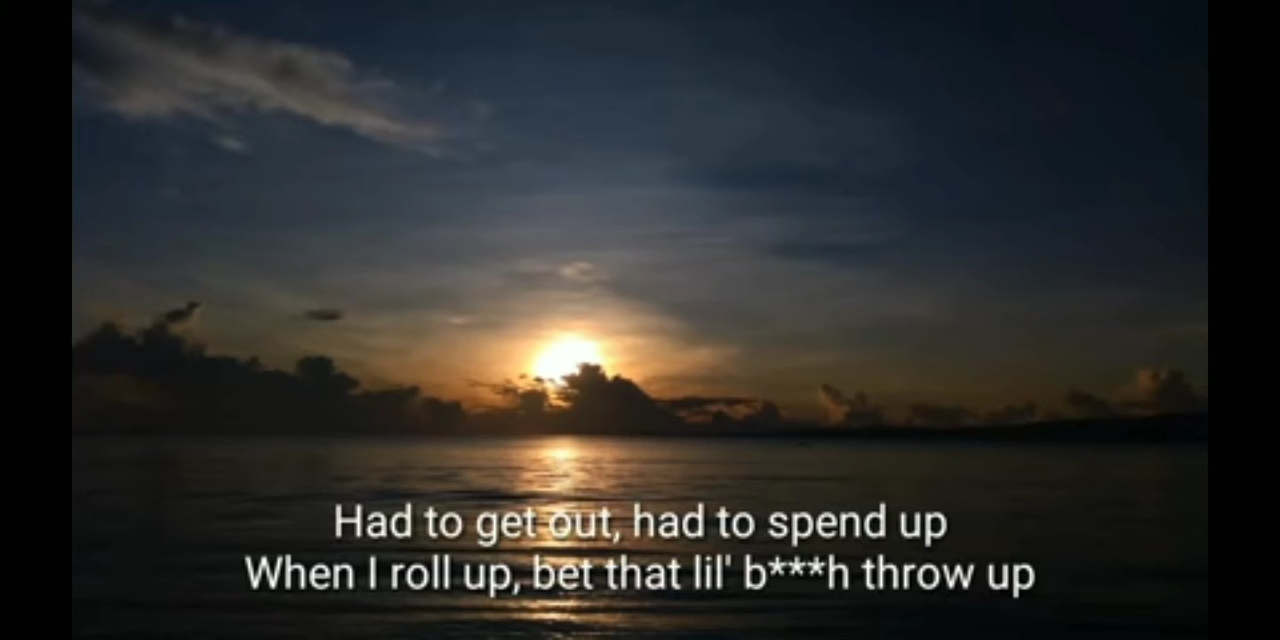 Had to get out, had to spend up
When I roll up, bet that lil' b***h throw up